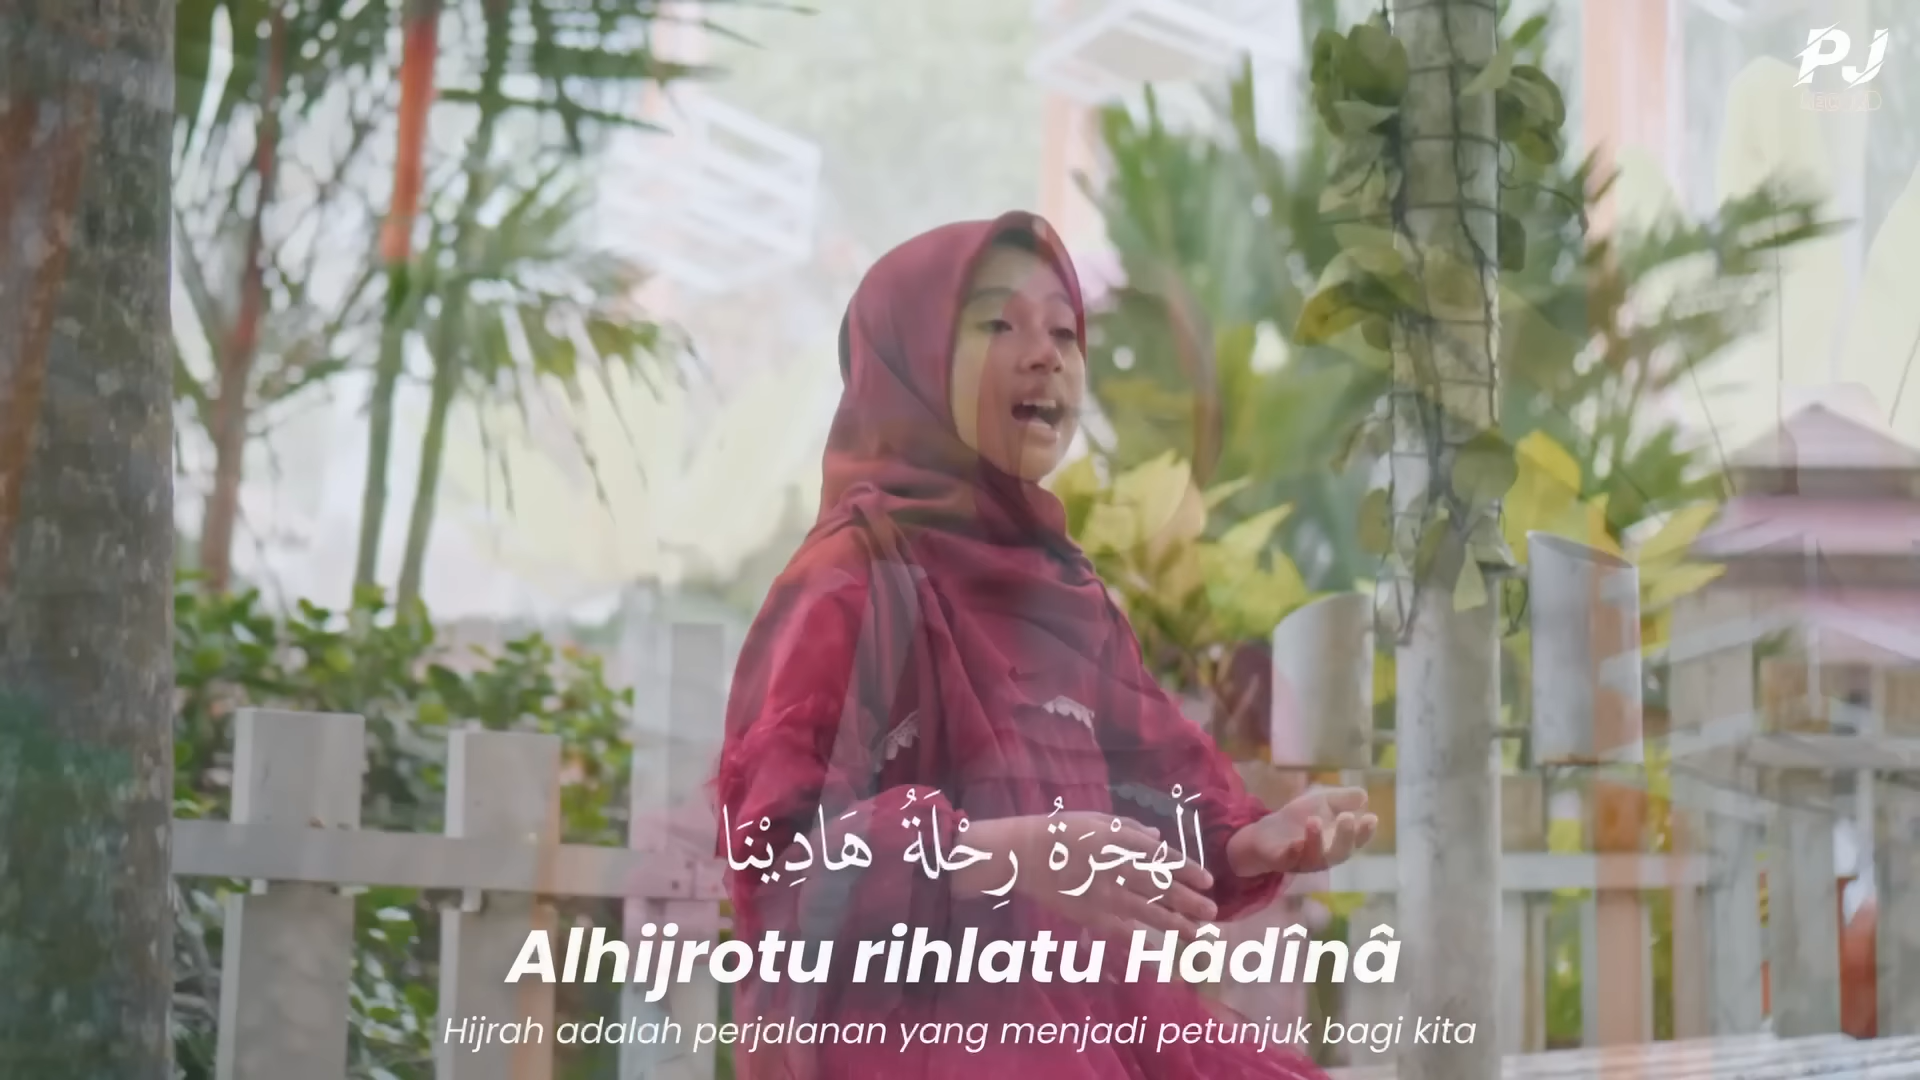 PJ
اَلْهِجْرَةُ رِحْلَةُ هَادِيْنَا
Alhijrotu rihlatu Hâdînâ
Hijrah adalah perjalanan yang menjadi petunjuk bagi kita